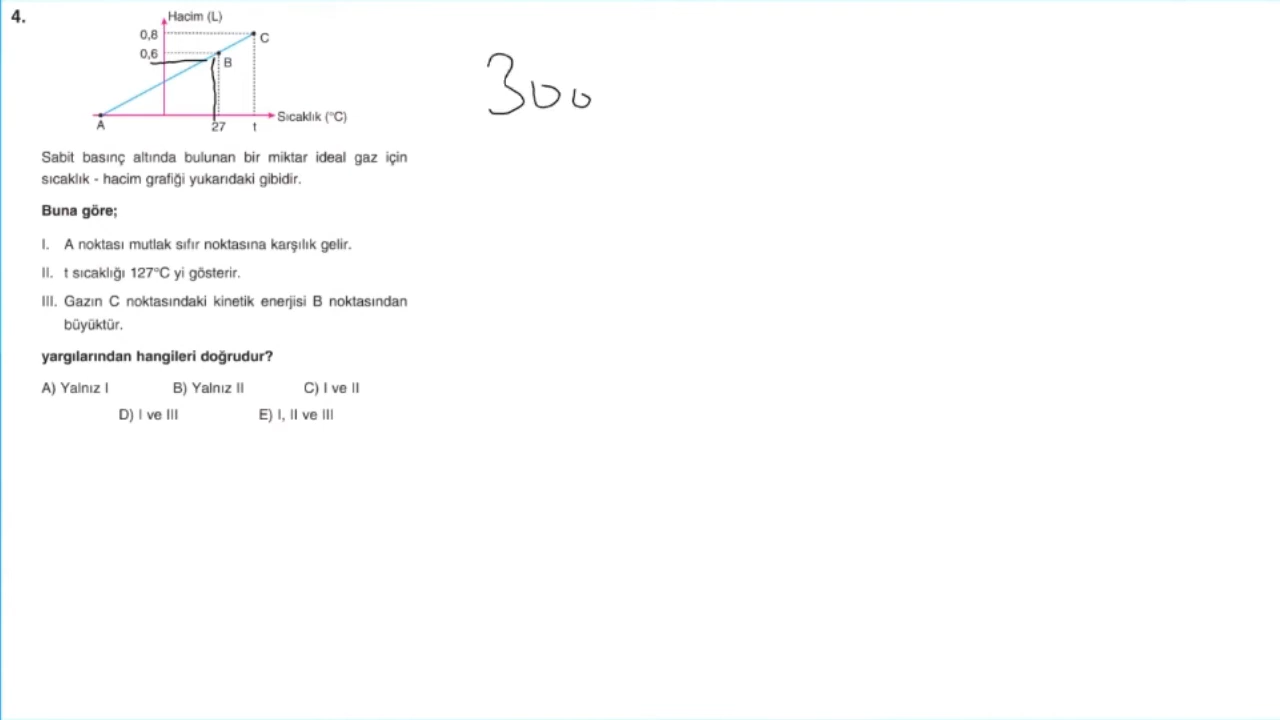 4.
Hacim (L)
0,8
C
0,6
B
A
27
t
Sıcaklık (°C)
300
Sabit basınç altında bulunan bir miktar ideal gaz için
sıcaklık - hacim grafiği yukarıdaki gibidir.
Buna göre;
I. A noktası mutlak sıfır noktasına karşılık gelir.
II. t sıcaklığı 127°C yi gösterir.
III. Gazın C noktasındaki kinetik enerjisi B noktasından
büyüktür.
yargılarından hangileri doğrudur?
A) Yalnız I B) Yalnız II C) I ve II
D) I ve III E) I, II ve III